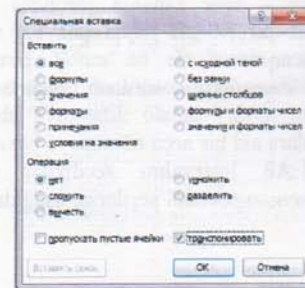 Специальная вставка
Вставить
все
с исходной темой
формулы
без рамки
значения
ширины столбцов
форматы
формулы и форматы чисел
примечания
значения и форматы чисел
условия на значения
Операция
нет
умножить
сложить
разделить
вычесть
пропускать пустые ячейки
транспонировать
Вставить связь
ОК
Отмена